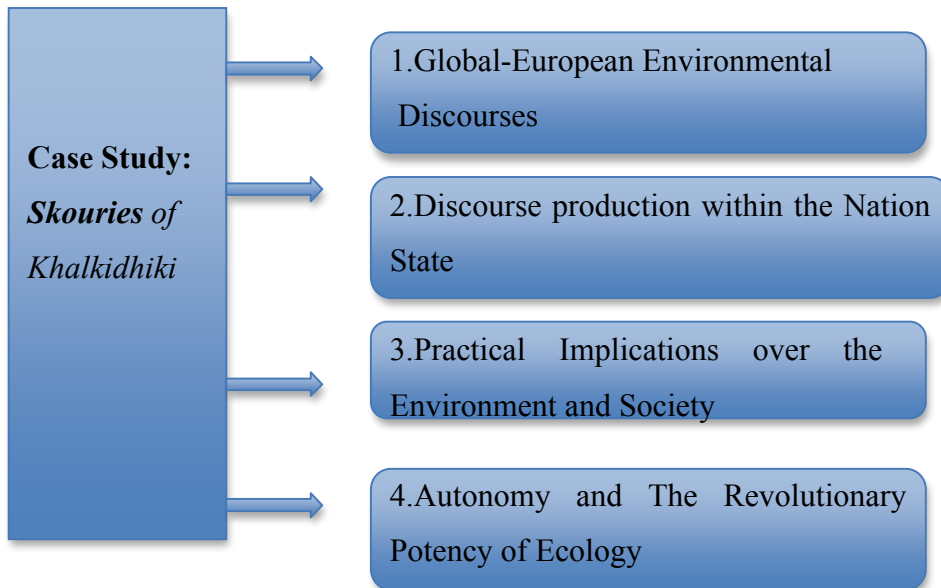 Case Study:
Skouries of
Khalkidhiki
1.Global-European Environmental
Discourses
2.Discourse production within the Nation
State
3.Practical Implications over the
Environment and Society
4.Autonomy and The Revolutionary
Potency of Ecology